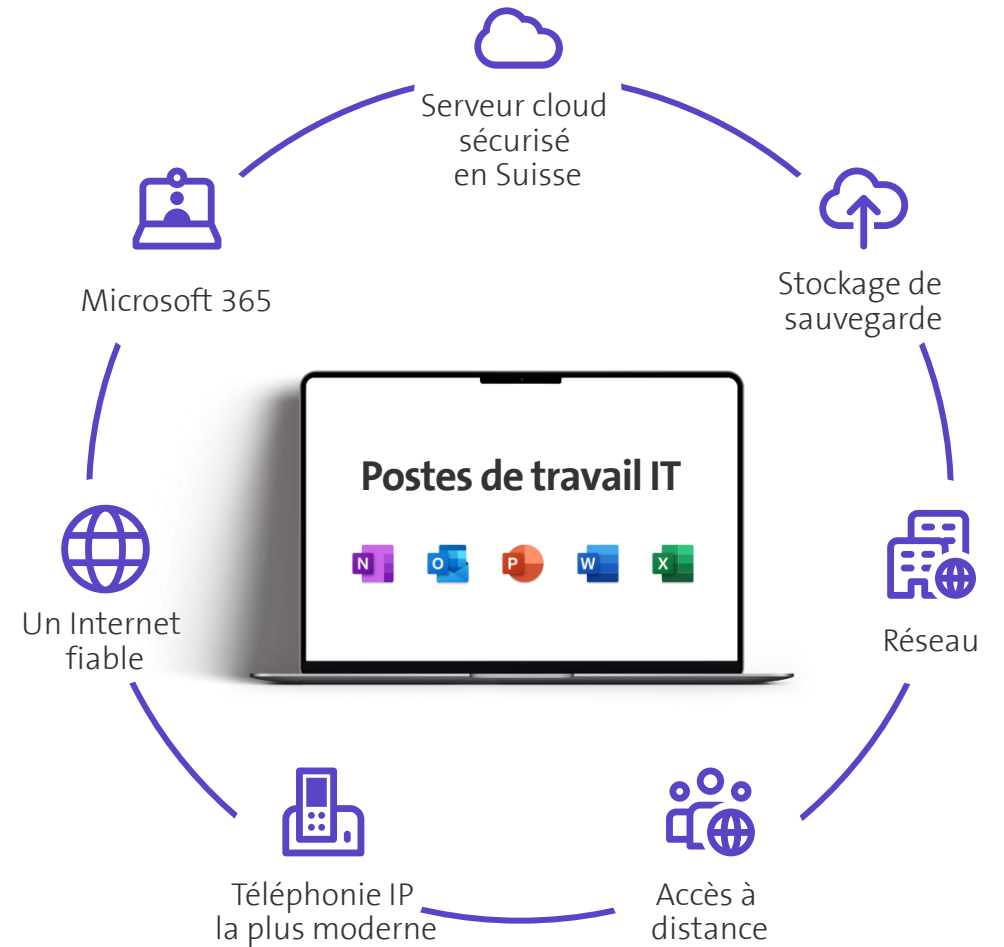 Serveur cloud
sécurisé
en Suisse
Microsoft 365
Stockage de
sauvegarde
Postes de travail IT
N
O
P
W
X
Un Internet
fiable
Réseau
Téléphonie IP
la plus moderne
Accès à
distance